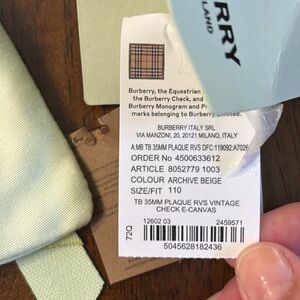 RRY
LAND
Burberry, the Equestrian
the Burberry Check, and
Burberry Monogram and Pr
marks belonging to Burberry Limited.
BURBERRY ITALY SRL
VIA MANZONI, 20, 20121 MILANO, ITALY
A MB TB 35MM PLAQUE RVS DFC:119092:A7026
ORDER No 4500633612
ARTICLE 8052779 1003
COLOUR ARCHIVE BEIGE
SIZE/FIT 110
TB 35MM PLAQUE RVS VINTAGE
CHECK E-CANVAS
12602 03 2459571
72Q
5045628182436